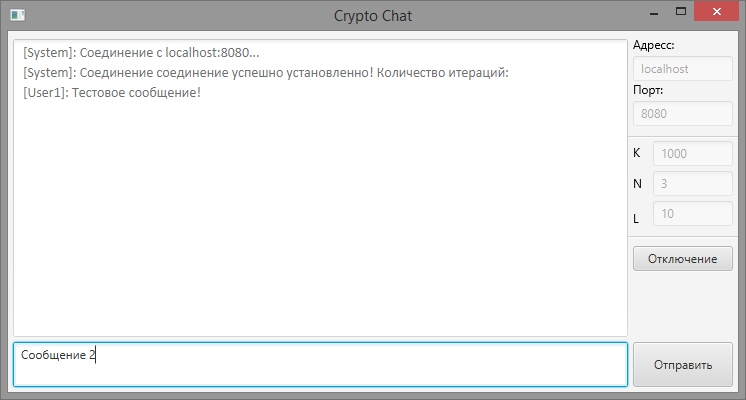 Crypto Chat
[System]: Соединение с localhost:8080...
[System]: Соединение соединение успешно установленно! Количество итераций:
[User1]: Тестовое сообщение!
Адресс:
localhost
Порт:
8080
K 1000
N 3
L 10
Отключение
Сообщение 2
Отправить